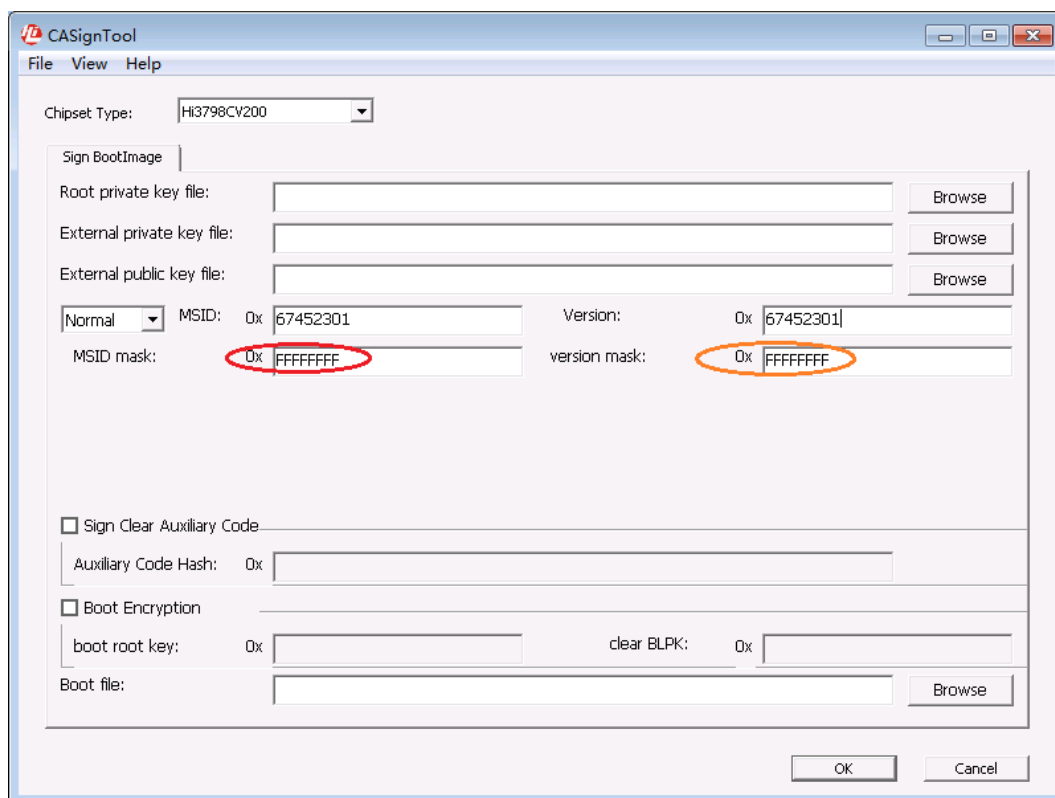 CASignTool
File View Help
Chipset Type: Hi3798CV200
Sign BootImage
Root private key file: Browse
External private key file: Browse
External public key file: Browse
Normal MSID: 0x 67452301 Version: 0x 67452301
MSID mask: 0x FFFFFFFF version mask: 0x FFFFFFFF
Sign Clear Auxiliary Code
Auxiliary Code Hash: 0x
Boot Encryption
boot root key: 0x clear BLPK: 0x
Boot file: Browse
OK Cancel